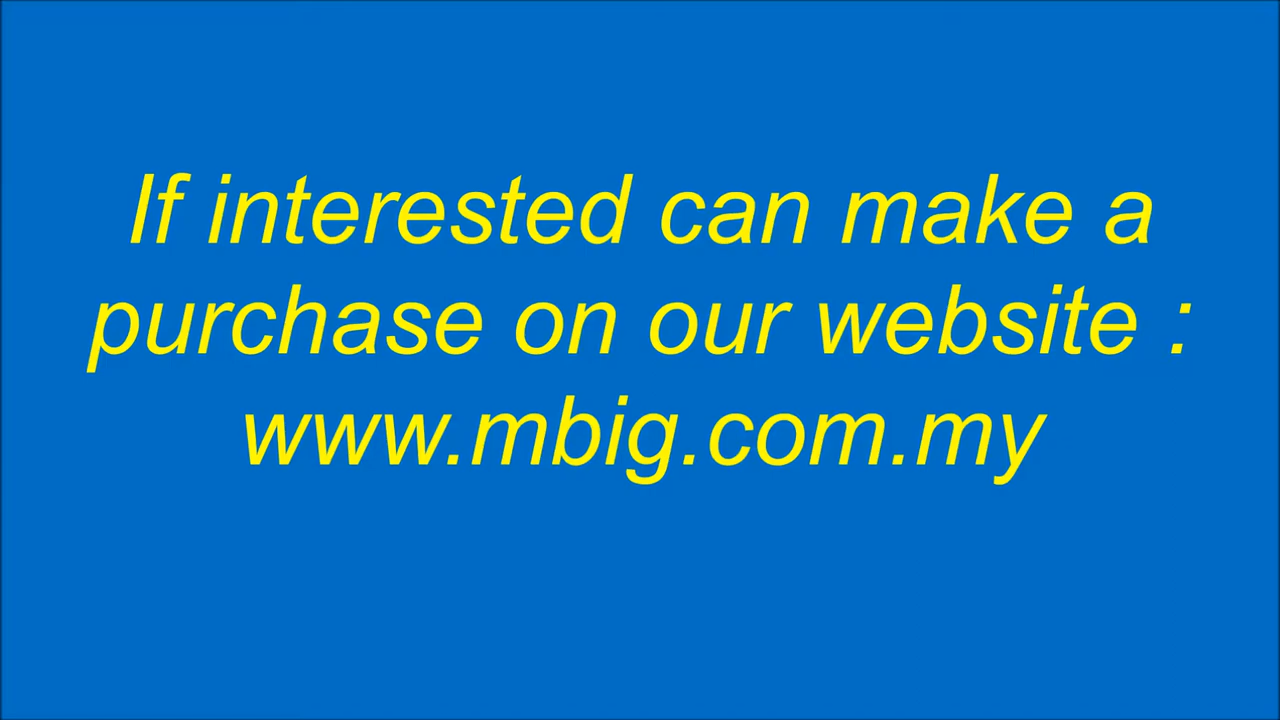 If interested can make a
purchase on our website :
www.mbig.com.my